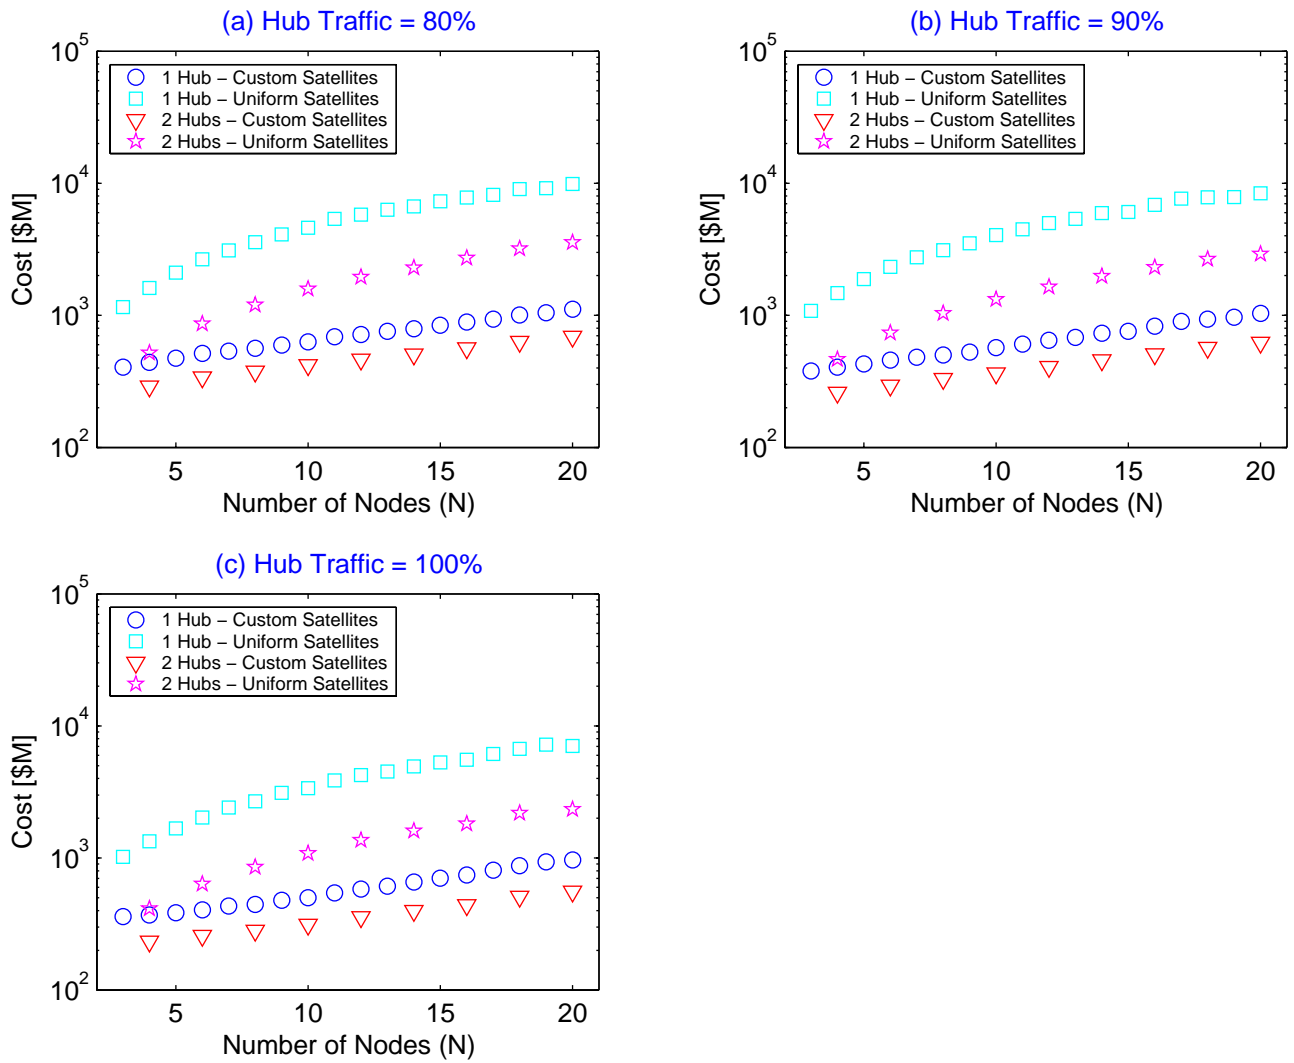 (a) Hub Traffic = 80%
10^5
10^4
10^3
10^2
Cost [$M]
1 Hub – Custom Satellites
1 Hub – Uniform Satellites
2 Hubs – Custom Satellites
2 Hubs – Uniform Satellites
5 10 15 20
Number of Nodes (N)
(b) Hub Traffic = 90%
10^5
10^4
10^3
10^2
Cost [$M]
1 Hub – Custom Satellites
1 Hub – Uniform Satellites
2 Hubs – Custom Satellites
2 Hubs – Uniform Satellites
5 10 15 20
Number of Nodes (N)
(c) Hub Traffic = 100%
10^5
10^4
10^3
10^2
Cost [$M]
1 Hub – Custom Satellites
1 Hub – Uniform Satellites
2 Hubs – Custom Satellites
2 Hubs – Uniform Satellites
5 10 15 20
Number of Nodes (N)